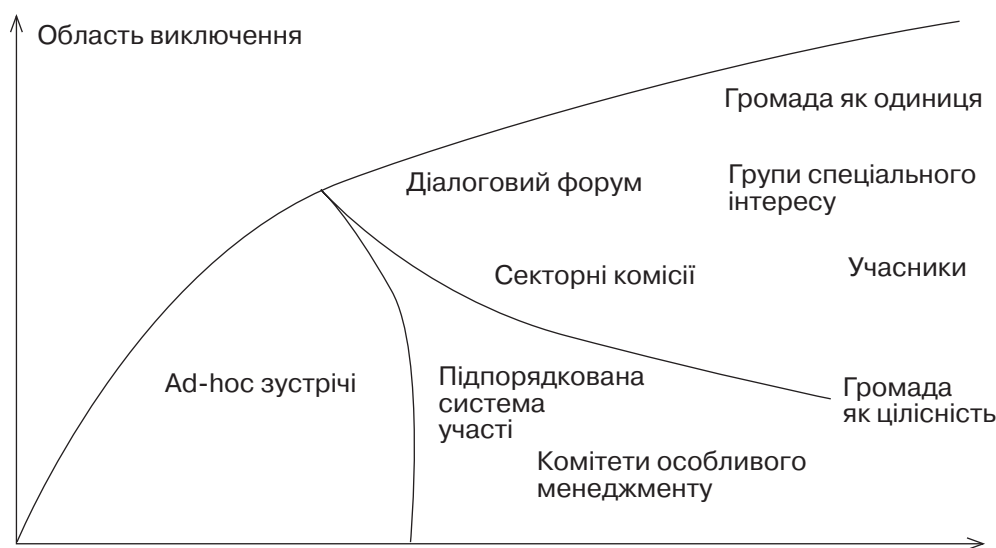 Область виключення
Громада як одиниця
Діалоговий форум
Групи спеціального
інтересу
Секторні комісії
Учасники
Ad-hoc зустрічі
Підпорядкована
система
участі
Громада
як цілісність
Комітети особливого
менеджменту